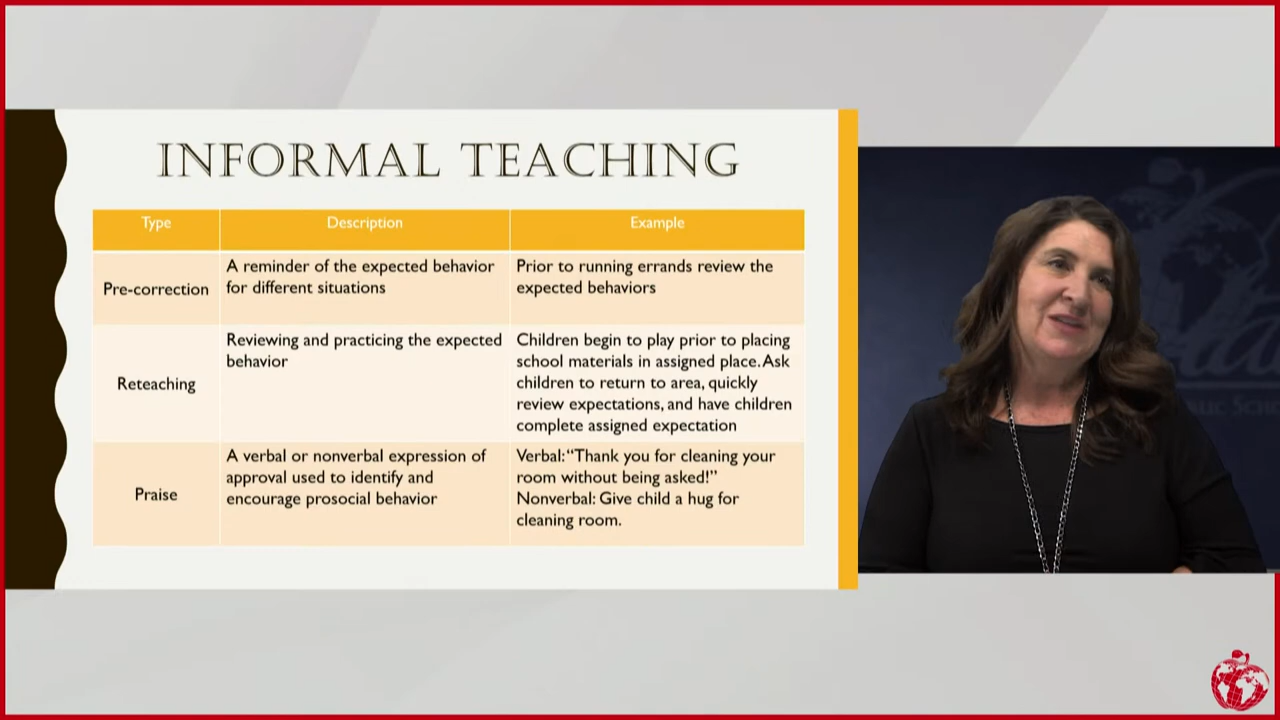 INFORMAL TEACHING
Type
Description
Example
Pre-correction
A reminder of the expected behavior
for different situations
Prior to running errands review the
expected behaviors
Reteaching
Reviewing and practicing the expected
behavior
Children begin to play prior to placing
school materials in assigned place. Ask
children to return to area, quickly
review expectations, and have children
complete assigned expectation
Praise
A verbal or nonverbal expression of
approval used to identify and
encourage prosocial behavior
Verbal: “Thank you for cleaning your
room without being asked!”
Nonverbal: Give child a hug for
cleaning room.